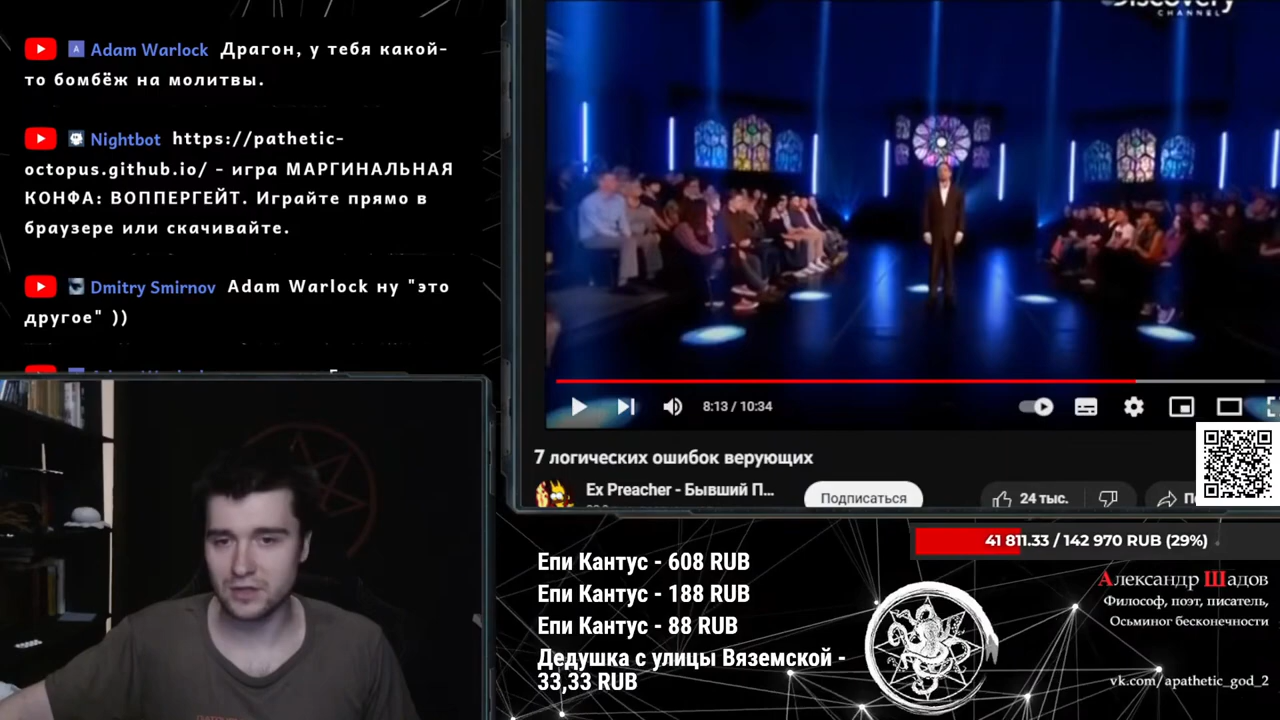 Adam Warlock Драгон, у тебя какой-
то бомбёж на молитвы.
Nightbot https://pathetic-
octopus.github.io/ - игра МАРГИНАЛЬНАЯ
КОНФА: ВОППЕРГЕЙТ. Играйте прямо в
браузере или скачивайте.
Dmitry Smirnov Adam Warlock ну "это
другое" ))
Discovery
CHANNEL
8:13 / 10:34
7 логических ошибок верующих
Ex Preacher - Бывший П...
Подписаться
24 тыс.
41 811.33 / 142 970 RUB (29%)
Епи Кантус - 608 RUB
Епи Кантус - 188 RUB
Епи Кантус - 88 RUB
Дедушка с улицы Вяземской -
33,33 RUB
Александр Шадов
Философ, поэт, писатель,
Осьминог бесконечности
vk.com/apathetic_god_2